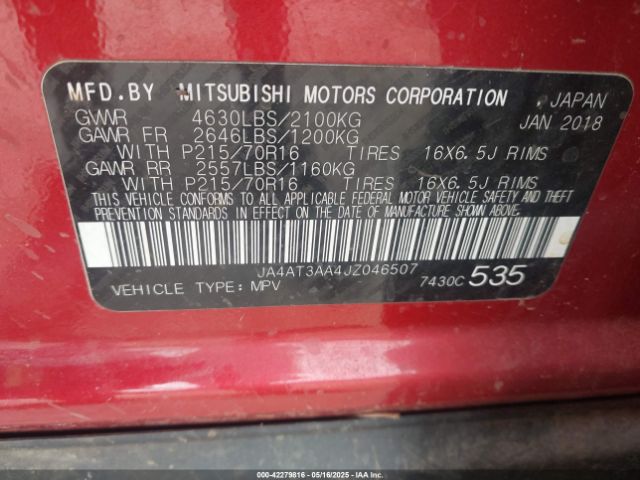 MFD.BY MITSUBISHI MOTORS CORPORATION JAPAN
GVWR 4630LBS/2100KG JAN 2018
GAWR FR 2646LBS/1200KG
WITH P215/70R16 TIRES 16X6.5J RIMS
GAWR RR 2557LBS/1160KG
WITH P215/70R16 TIRES 16X6.5J RIMS
THIS VEHICLE CONFORMS TO ALL APPLICABLE FEDERAL MOTOR VEHICLE SAFETY AND THEFT
PREVENTION STANDARDS IN EFFECT ON THE DATE OF MANUFACTURE SHOWN ABOVE.
JA4AT3AA4JZ046507
VEHICLE TYPE: MPV 7430C 535
000-42279816 - 05/16/2025 - IAAI.COM